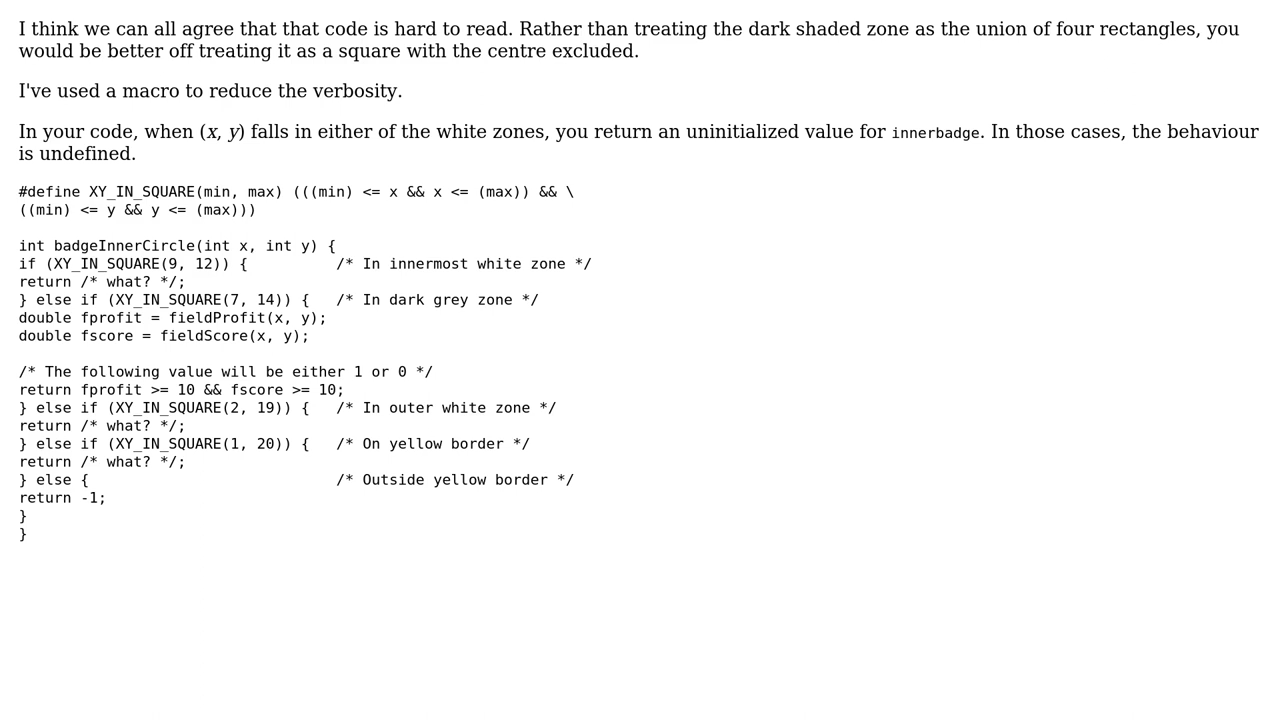 I think we can all agree that that code is hard to read. Rather than treating the dark shaded zone as the union of four rectangles, you
would be better off treating it as a square with the centre excluded.
I've used a macro to reduce the verbosity.
In your code, when (x, y) falls in either of the white zones, you return an uninitialized value for innerbadge. In those cases, the behaviour
is undefined.
#define XY_IN_SQUARE(min, max) (((min) <= x && x <= (max)) && \
((min) <= y && y <= (max)))
int badgeInnerCircle(int x, int y) {
if (XY_IN_SQUARE(9, 12)) {          /* In innermost white zone */
return /* what? */;
} else if (XY_IN_SQUARE(7, 14)) {   /* In dark grey zone */
double fprofit = fieldProfit(x, y);
double fscore = fieldScore(x, y);
/* The following value will be either 1 or 0 */
return fprofit >= 10 && fscore >= 10;
} else if (XY_IN_SQUARE(2, 19)) {   /* In outer white zone */
return /* what? */;
} else if (XY_IN_SQUARE(1, 20)) {   /* On yellow border */
return /* what? */;
} else {                            /* Outside yellow border */
return -1;
}
}